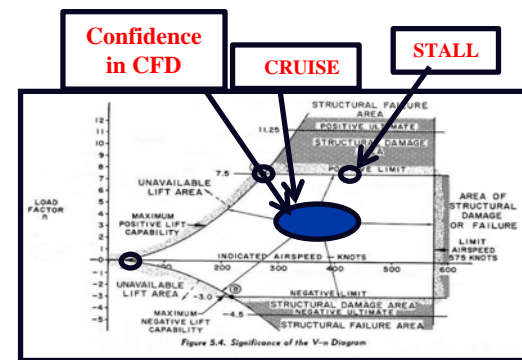 Confidence
in CFD
CRUISE
STALL
STRUCTURAL FAILURE
AREA
POSITIVE ULTIMATE
11.25
STRUCTURAL DAMAGE
AREA
POSITIVE LIMIT
7.5
12
11
10
9
8
7
6
5
4
3
2
1
-0
-1
-2
-3
-4
-5
LOAD
FACTOR
n
UNAVAILABLE
LIFT AREA
MAXIMUM
POSITIVE LIFT
CAPABILITY
AREA OF
STRUCTURAL
DAMAGE
OR FAILURE
LIMIT
AIRSPEED
575 KNOTS
INDICATED AIRSPEED - KNOTS
100
200
300
400
500
600
UNAVAILABLE
LIFT AREA
B
-3.0
NEGATIVE LIMIT
STRUCTURAL DAMAGE AREA
-4.5
NEGATIVE ULTIMATE
MAXIMUM
NEGATIVE LIFT
CAPABILITY
STRUCTURAL FAILURE AREA
Figure 5.4. Significance of the V-n Diagram